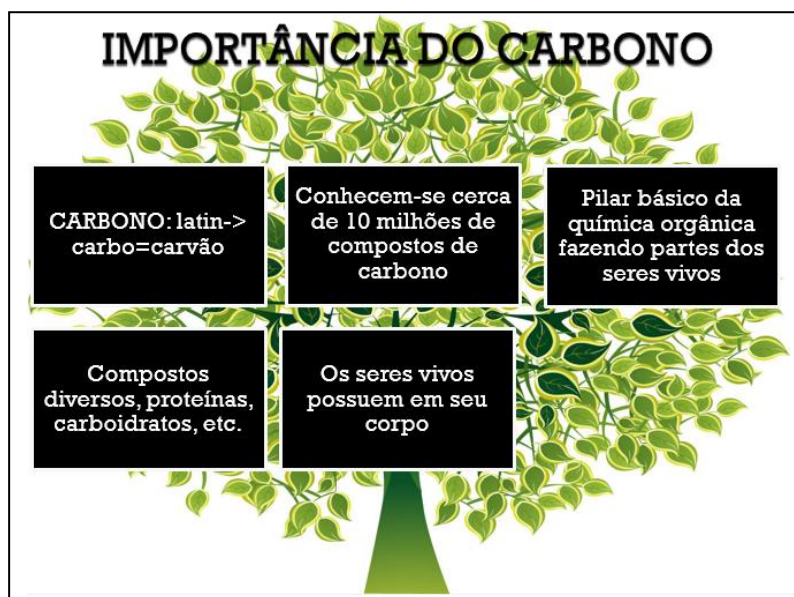 IMPORTÂNCIA DO CARBONO
CARBONO: latin->
carbo=carvão
Conhecem-se cerca
de 10 milhões de
compostos de
carbono
Pilar básico da
química orgânica
fazendo partes dos
seres vivos
Compostos
diversos, proteínas,
carboidratos, etc.
Os seres vivos
possuem em seu
corpo